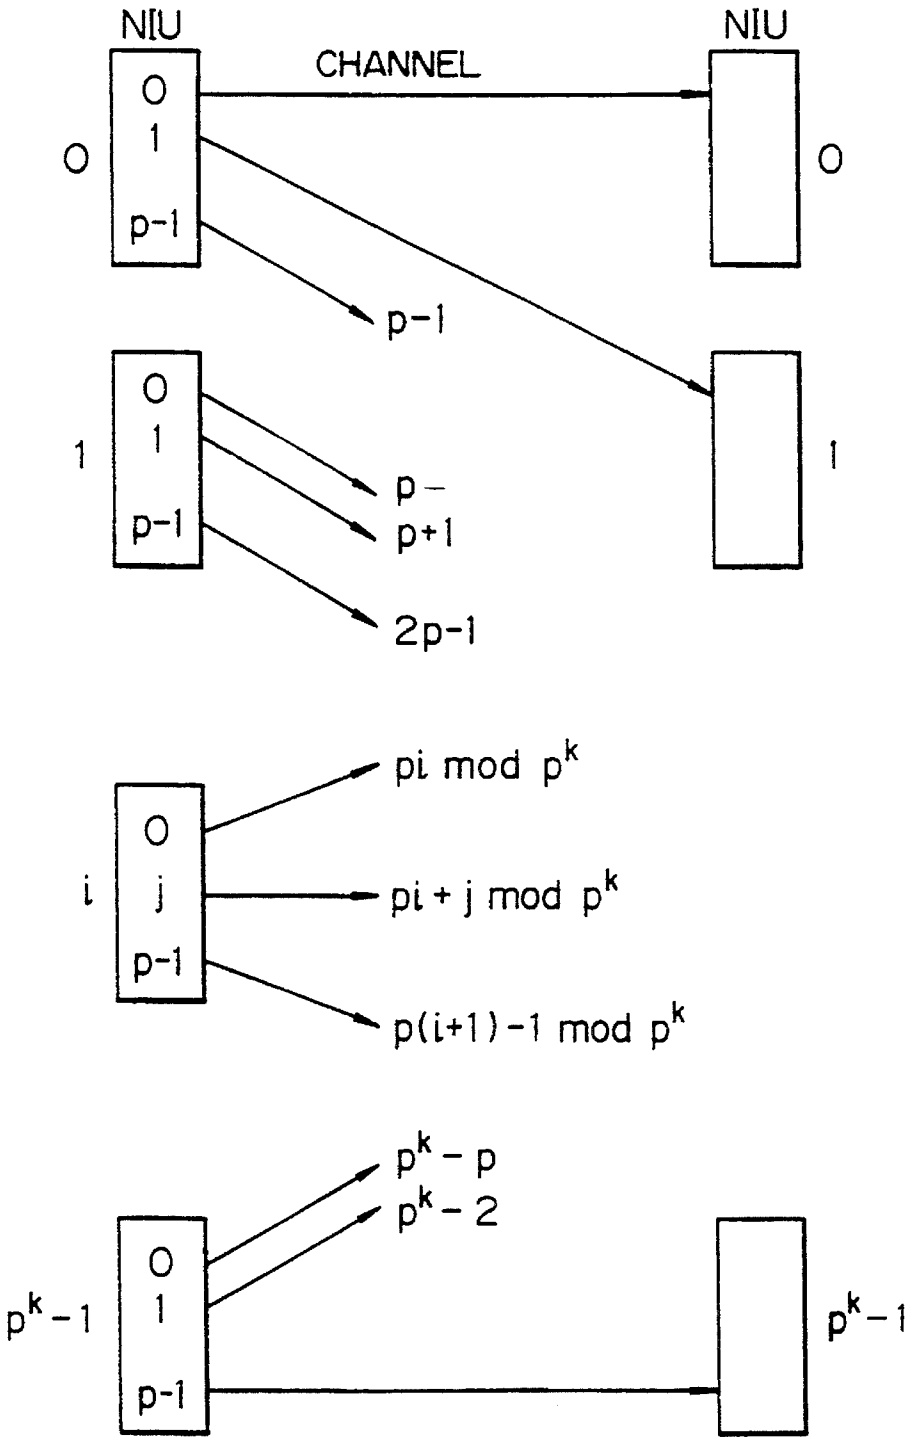 NIU NIU
CHANNEL
0
1
p-1
0
0
p-1
0
1
p-1
1
1
p-
p+1
2p-1
pi mod p^k
0
j
p-1
i
pi + j mod p^k
p(i+1)-1 mod p^k
p^k - p
p^k - 2
0
1
p-1
p^k - 1
p^k - 1